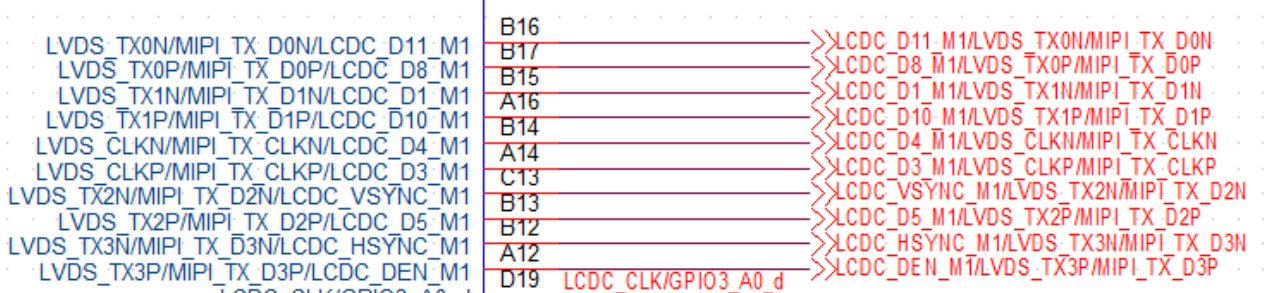 B16
LVDS_TX0N/MIPI_TX_D0N/LCDC_D11_M1 LCDC_D11_M1/LVDS_TX0N/MIPI_TX_D0N
B17
LVDS_TX0P/MIPI_TX_D0P/LCDC_D8_M1 LCDC_D8_M1/LVDS_TX0P/MIPI_TX_D0P
B15
LVDS_TX1N/MIPI_TX_D1N/LCDC_D1_M1 LCDC_D1_M1/LVDS_TX1N/MIPI_TX_D1N
A16
LVDS_TX1P/MIPI_TX_D1P/LCDC_D10_M1 LCDC_D10_M1/LVDS_TX1P/MIPI_TX_D1P
B14
LVDS_CLKN/MIPI_TX_CLKN/LCDC_D4_M1 LCDC_D4_M1/LVDS_CLKN/MIPI_TX_CLKN
A14
LVDS_CLKP/MIPI_TX_CLKP/LCDC_D3_M1 LCDC_D3_M1/LVDS_CLKP/MIPI_TX_CLKP
C13
LVDS_TX2N/MIPI_TX_D2N/LCDC_VSYNC_M1 LCDC_VSYNC_M1/LVDS_TX2N/MIPI_TX_D2N
B13
LVDS_TX2P/MIPI_TX_D2P/LCDC_D5_M1 LCDC_D5_M1/LVDS_TX2P/MIPI_TX_D2P
B12
LVDS_TX3N/MIPI_TX_D3N/LCDC_HSYNC_M1 LCDC_HSYNC_M1/LVDS_TX3N/MIPI_TX_D3N
A12
LVDS_TX3P/MIPI_TX_D3P/LCDC_DEN_M1 LCDC_DEN_M1/LVDS_TX3P/MIPI_TX_D3P
D19 LCDC_CLK/GPIO3_A0_d
LCDC_CLK/GPIO3_A0_d